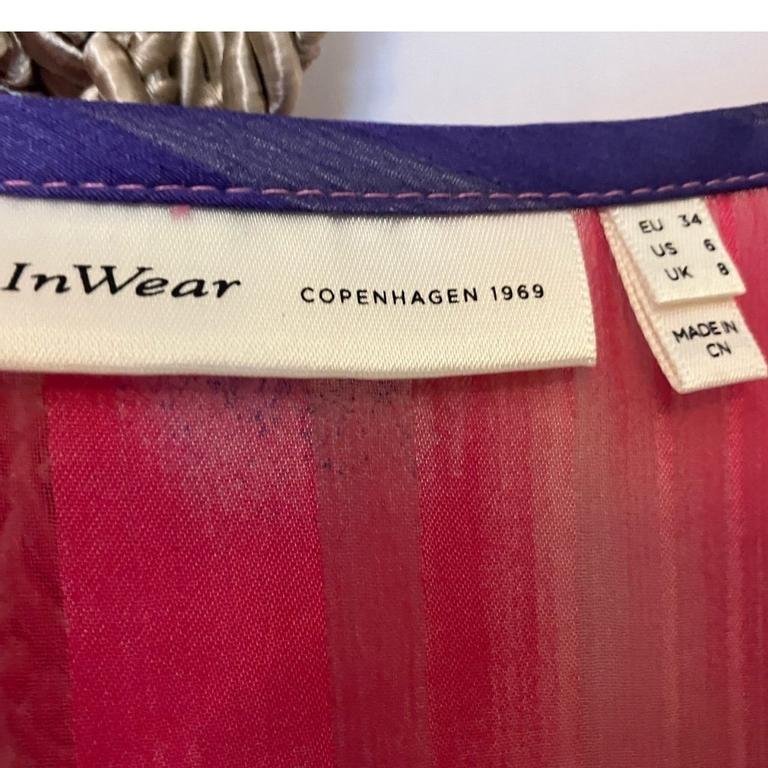 InWear COPENHAGEN 1969
EU 34
US 6
UK 8
MADE IN
CN